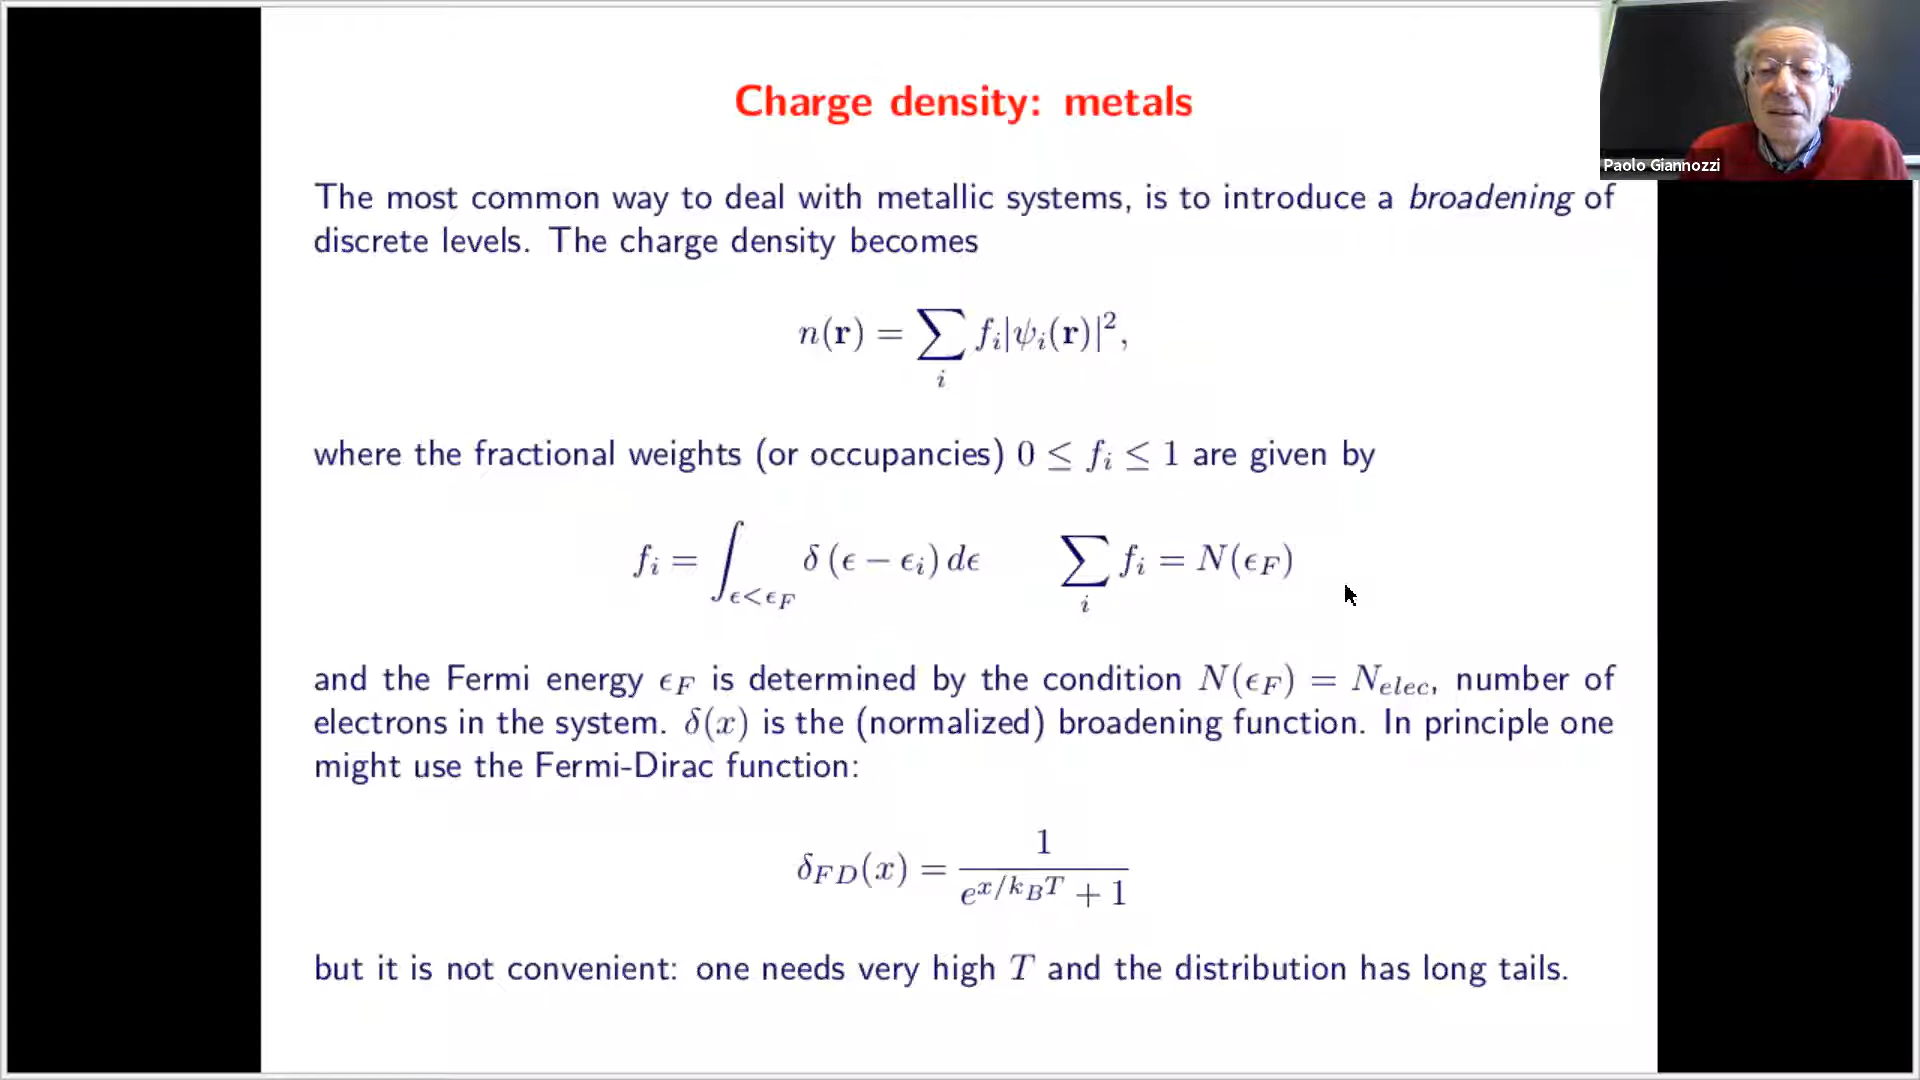 Charge density: metals
Paolo Giannozzi
The most common way to deal with metallic systems, is to introduce a broadening of
discrete levels. The charge density becomes
n(r) = ∑_i f_i|ψ_i(r)|²,
where the fractional weights (or occupancies) 0 ≤ f_i ≤ 1 are given by
f_i = ∫_{ϵ<ϵ_F} δ (ϵ − ϵ_i) dϵ ∑_i f_i = N(ϵ_F)
and the Fermi energy ϵ_F is determined by the condition N(ϵ_F) = N_{elec}, number of
electrons in the system. δ(x) is the (normalized) broadening function. In principle one
might use the Fermi-Dirac function:
δ_{FD}(x) = 1 / (e^{x/k_BT} + 1)
but it is not convenient: one needs very high T and the distribution has long tails.